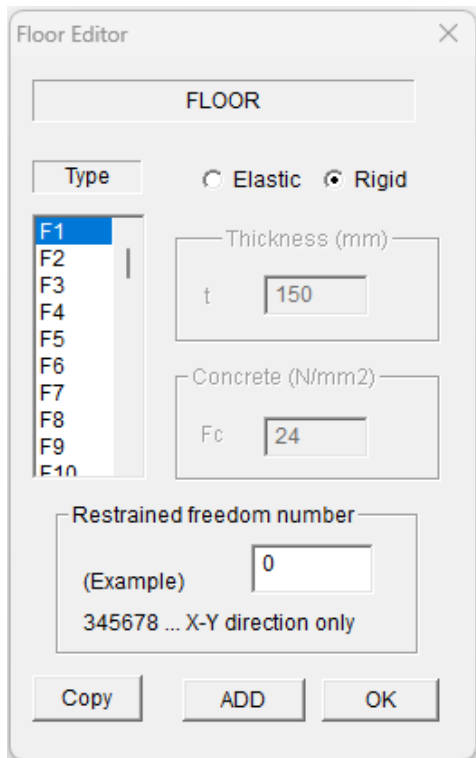 Floor Editor
FLOOR
Type
Elastic
Rigid
F1
F2
F3
F4
F5
F6
F7
F8
F9
F10
Thickness (mm)
t
150
Concrete (N/mm2)
Fc
24
Restrained freedom number
(Example)
0
345678 ... X-Y direction only
Copy
ADD
OK